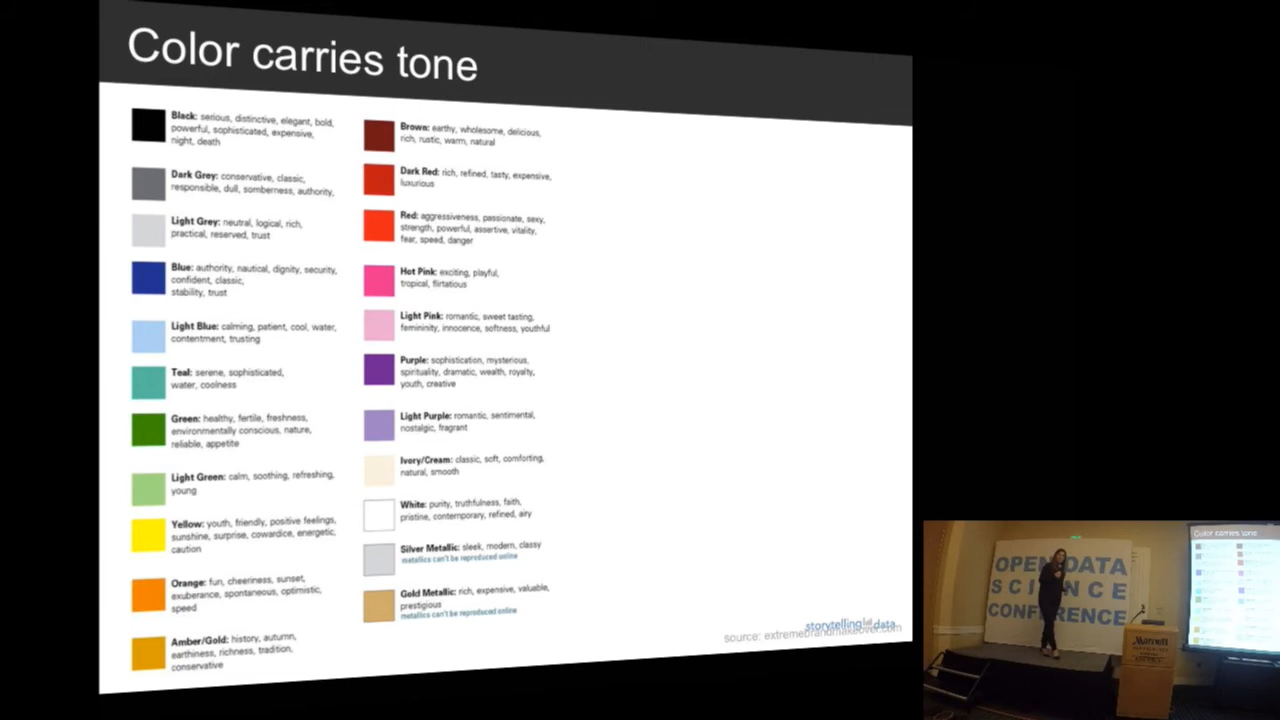 Color carries tone
Black: serious, distinctive, elegant, bold,
powerful, sophisticated, expensive,
night, death
Dark Grey: conservative, classic,
responsible, dull, somberness, authority,
Light Grey: neutral, logical, rich,
practical, reserved, trust
Blue: authority, nautical, dignity, security,
confident, classic,
stability, trust
Light Blue: calming, patient, cool, water,
contentment, trusting
Teal: serene, sophisticated,
water, coolness
Green: healthy, fertile, freshness,
environmentally conscious, nature,
reliable, appetite
Light Green: calm, soothing, refreshing,
young
Yellow: youth, friendly, positive feelings,
sunshine, surprise, cowardice, energetic,
caution
Orange: fun, cheeriness, sunset,
exuberance, spontaneous, optimistic,
speed
Amber/Gold: history, autumn,
earthiness, richness, tradition,
conservative
Brown: earthy, wholesome, delicious,
rich, rustic, warm, natural
Dark Red: rich, refined, tasty, expensive,
luxurious
Red: aggressiveness, passionate, sexy,
strength, powerful, assertive, vitality,
fear, speed, danger
Hot Pink: exciting, playful,
tropical, flirtatious
Light Pink: romantic, sweet tasting,
femininity, innocence, softness, youthful
Purple: sophistication, mysterious,
spirituality, dramatic, wealth, royalty,
youth, creative
Light Purple: romantic, sentimental,
nostalgic, fragrant
Ivory/Cream: classic, soft, comforting,
natural, smooth
White: purity, truthfulness, faith,
pristine, contemporary, refined, airy
Silver Metallic: sleek, modern, classy
metallics can't be reproduced online
Gold Metallic: rich, expensive, valuable,
prestigious
metallics can't be reproduced online
storytelling with data
source: extremebrandmakeover.com
OPEN DATA
SCIENCE
CONFERENCE
Marriott
Color carries tone